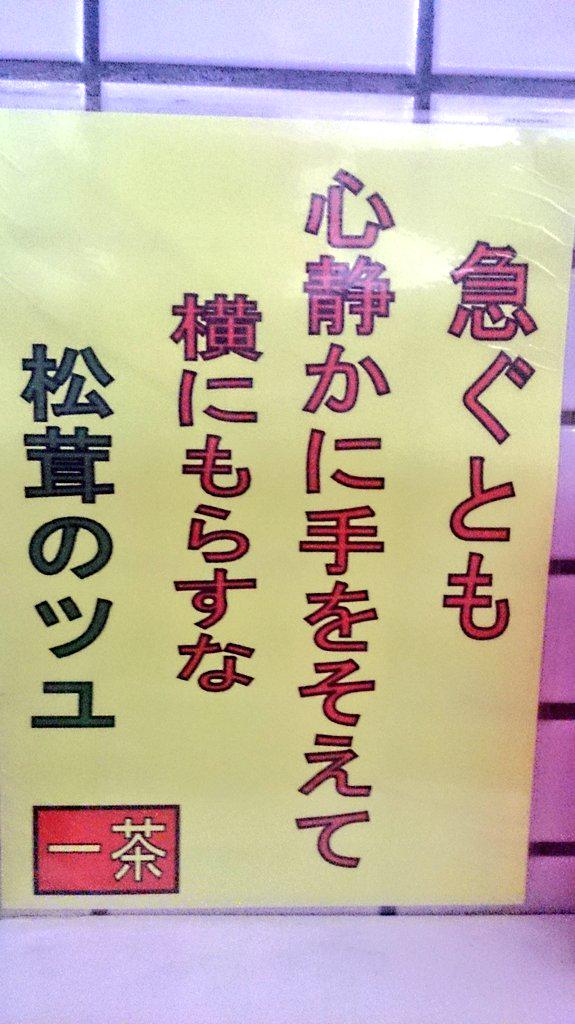 急ぐとも
心静かに手をそえて
横にもらすな
松茸のツユ
一茶